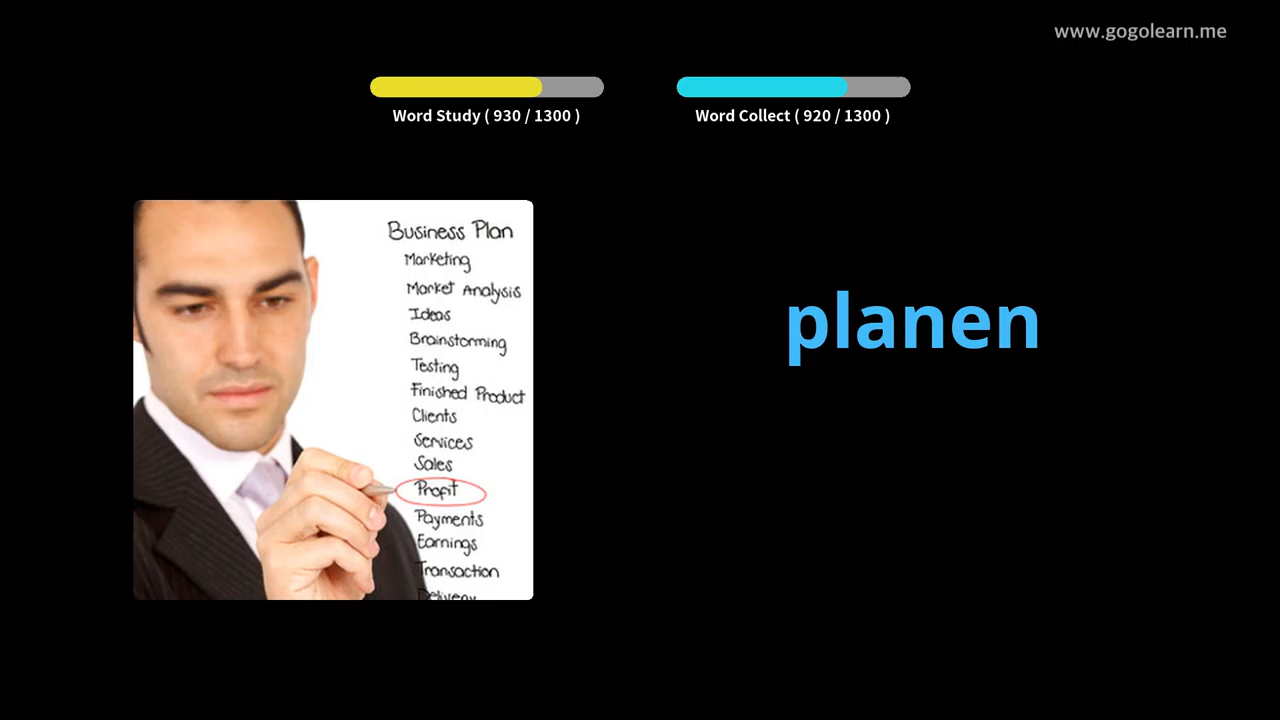 www.gogolearn.me
Word Study ( 930 / 1300 )
Word Collect ( 920 / 1300 )
Business Plan
Marketing
Market Analysis
Ideas
Brainstorming
Testing
Finished Product
Clients
Services
Sales
Profit
Payments
Earnings
Transaction
Delivery
planen